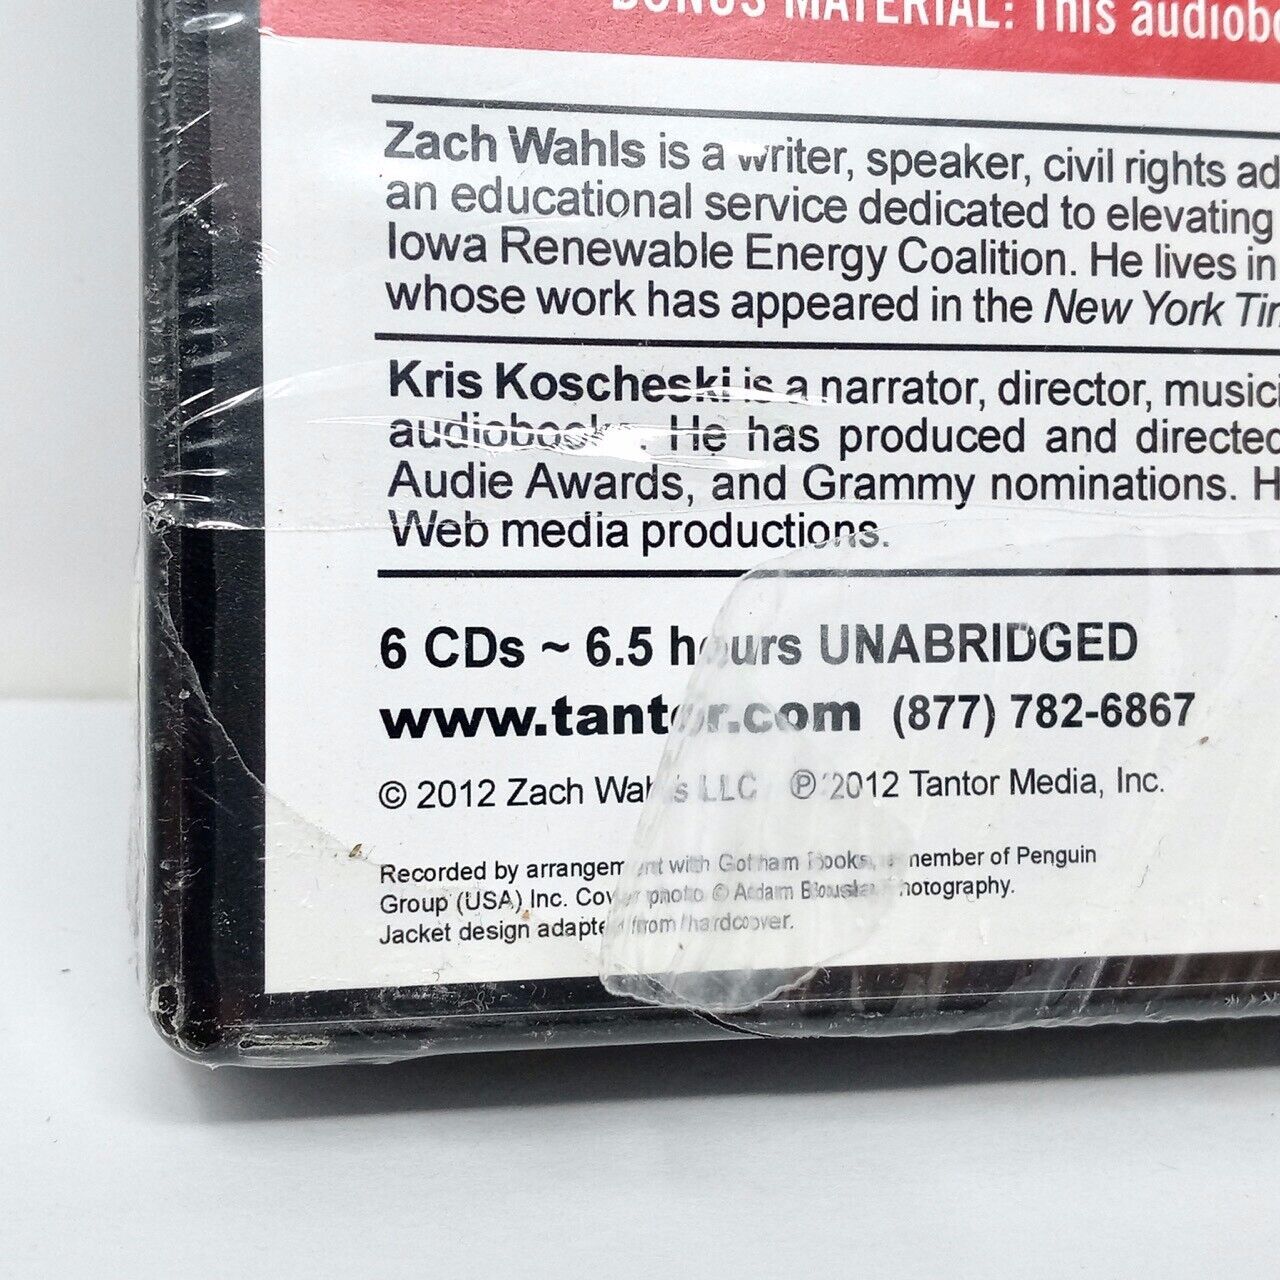 BONUS MATERIAL: This audiobo
Zach Wahls is a writer, speaker, civil rights ad
an educational service dedicated to elevating
Iowa Renewable Energy Coalition. He lives in
whose work has appeared in the New York Tim
Kris Koscheski is a narrator, director, musici
audiobooks. He has produced and directed
Audie Awards, and Grammy nominations. H
Web media productions.
6 CDs ~ 6.5 hours UNABRIDGED
www.tantor.com (877) 782-6867
© 2012 Zach Wahls LLC ℗ 2012 Tantor Media, Inc.
Recorded by arrangement with Gotham Books, a member of Penguin
Group (USA) Inc. Cover photo © Adam Photography.
Jacket design adapted from hardcover.